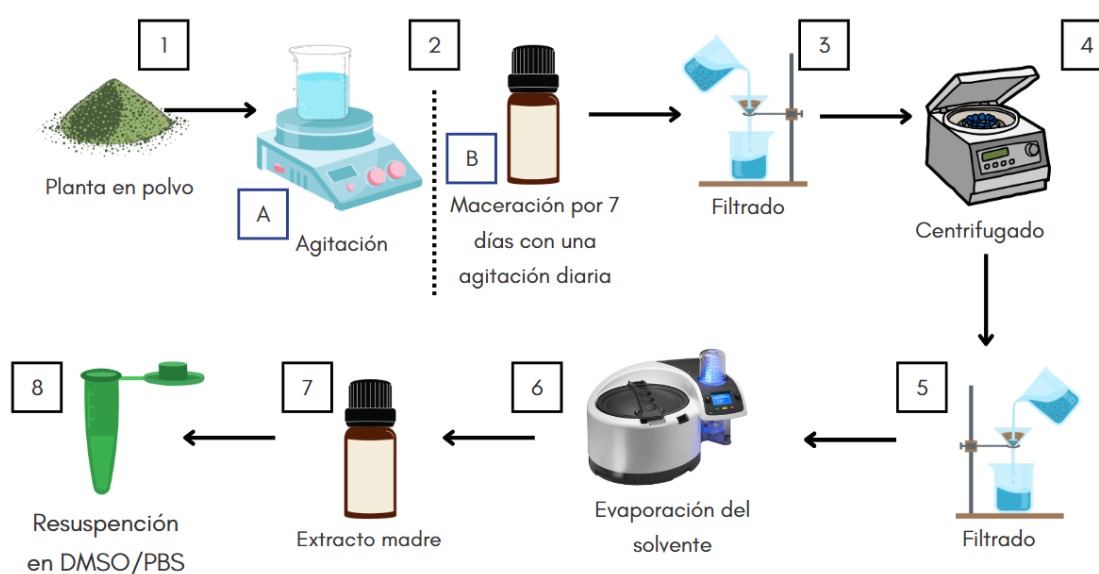 1
Planta en polvo
A
Agitación
2
B
Maceración por 7
días con una
agitación diaria
3
Filtrado
4
Centrifugado
5
Filtrado
6
Evaporación del
solvente
7
Extracto madre
8
Resuspención
en DMSO/PBS